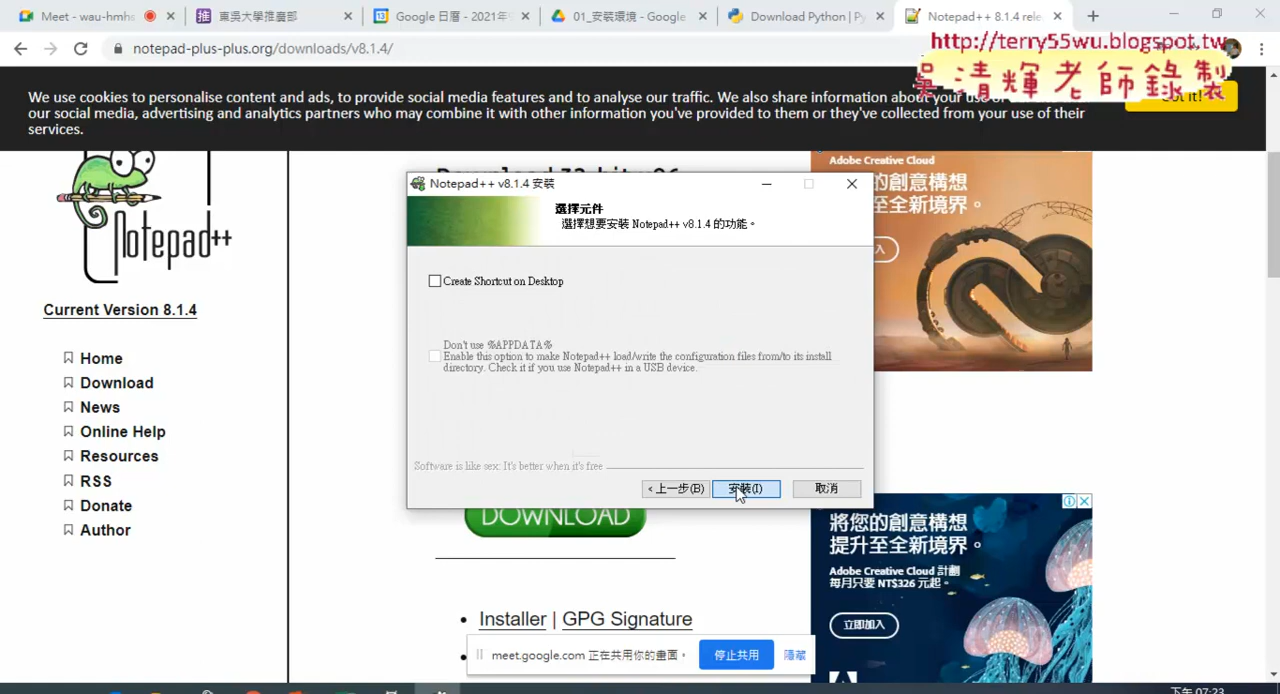 Meet - wau-hmhs
東吳大學推廣部
Google 日曆 - 2021年
01_安裝環境 - Google
Download Python | Py
Notepad++ 8.1.4 rele
notepad-plus-plus.org/downloads/v8.1.4/
http://terry55wu.blogspot.tw
吳清輝老師錄製
We use cookies to personalise content and ads, to provide social media features and to analyse our traffic. We also share information about your
our social media, advertising and analytics partners who may combine it with other information you've provided to them or they've collected from your use of their
services.
Got it!
Notepad++
Current Version 8.1.4
Home
Download
News
Online Help
Resources
RSS
Donate
Author
Notepad++ v8.1.4 安裝
選擇元件
選擇想要安裝 Notepad++ v8.1.4 的功能。
Create Shortcut on Desktop
Don't use %APPDATA%
Enable this option to make Notepad++ load/write the configuration files from/to its install
directory. Check it if you use Notepad++ in a USB device.
Software is like sex: It's better when it's free
< 上一步(B)
安裝(I)
取消
DOWNLOAD
Installer | GPG Signature
Adobe Creative Cloud
的創意構想
至全新境界。
入
將您的創意構想
提升至全新境界。
Adobe Creative Cloud 計劃
每月只要 NT$326 元起。
立即加入
meet.google.com 正在共用你的畫面。
停止共用
隱藏
下午 07:23